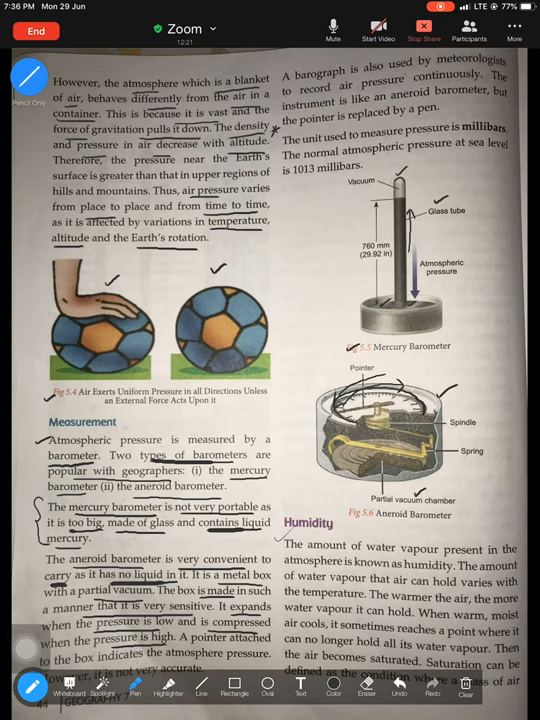 7:36 PM Mon 29 Jun
LTE 77%
End
Zoom
12:21
Mute
Start Video
Stop Share
Participants
More
Pencil Only
However, the atmosphere which is a blanket
of air, behaves differently from the air in a
container. This is because it is vast and the
force of gravitation pulls it down. The density
and pressure in air decrease with altitude.
Therefore, the pressure near the Earth's
surface is greater than that in upper regions of
hills and mountains. Thus, air pressure varies
from place to place and from time to time,
as it is affected by variations in temperature,
altitude and the Earth's rotation.
Fig 5.4 Air Exerts Uniform Pressure in all Directions Unless
an External Force Acts Upon it
Measurement
Atmospheric pressure is measured by a
barometer. Two types of barometers are
popular with geographers: (i) the mercury
barometer (ii) the aneroid barometer.
The mercury barometer is not very portable as
it is too big, made of glass and contains liquid
mercury.
The aneroid barometer is very convenient to
carry as it has no liquid in it. It is a metal box
with a partial vacuum. The box is made in such
a manner that it is very sensitive. It expands
when the pressure is low and is compressed
when the pressure is high. A pointer attached
to the box indicates the atmosphere pressure.
However, it is not very accurate.
GEOGRAPHY 7
A barograph is also used by meteorologists
to record air pressure continuously. The
instrument is like an aneroid barometer, but
the pointer is replaced by a pen.
The unit used to measure pressure is millibars.
The normal atmospheric pressure at sea level
is 1013 millibars.
Vacuum
Glass tube
760 mm
(29.92 in)
Atmospheric
pressure
Fig 5.5 Mercury Barometer
Pointer
Spindle
Spring
Partial vacuum chamber
Fig 5.6 Aneroid Barometer
Humidity
The amount of water vapour present in the
atmosphere is known as humidity. The amount
of water vapour that air can hold varies with
the temperature. The warmer the air, the more
water vapour it can hold. When warm, moist
air cools, it sometimes reaches a point where it
can no longer hold all its water vapour. Then
the air becomes saturated. Saturation can be
defined as the condition where a mass of air
Whiteboard
Spotlight
Pen
Highlighter
Line
Rectangle
Oval
Text
Color
Eraser
Undo
Redo
Clear